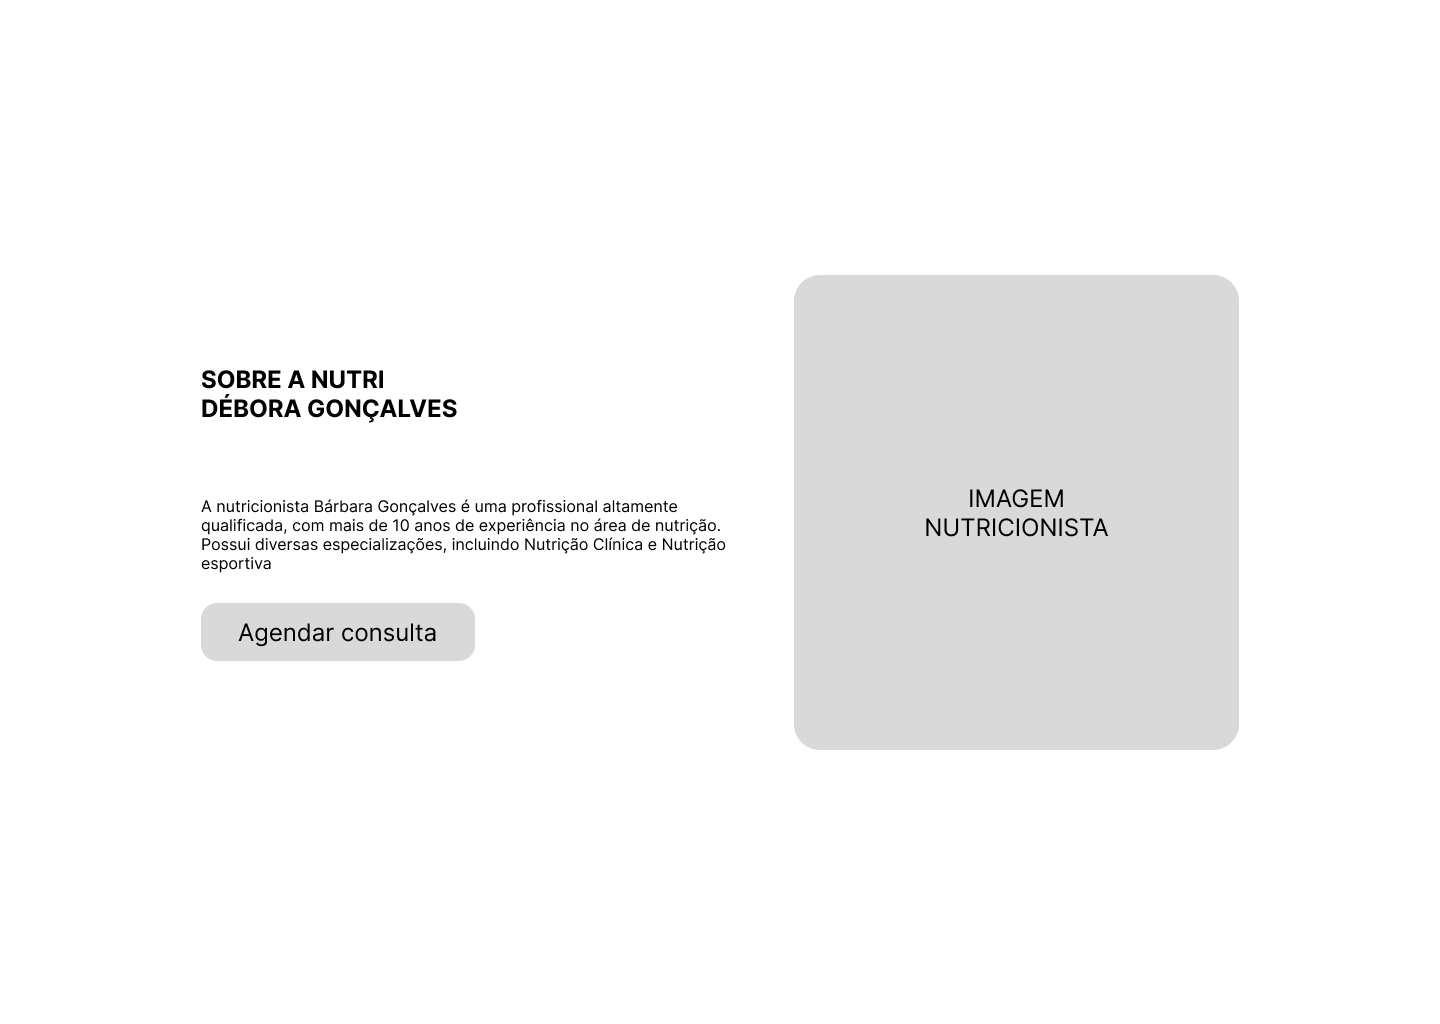 SOBRE A NUTRI
DÉBORA GONÇALVES
A nutricionista Bárbara Gonçalves é uma profissional altamente
qualificada, com mais de 10 anos de experiência no área de nutrição.
Possui diversas especializações, incluindo Nutrição Clínica e Nutrição
esportiva
Agendar consulta
IMAGEM
NUTRICIONISTA